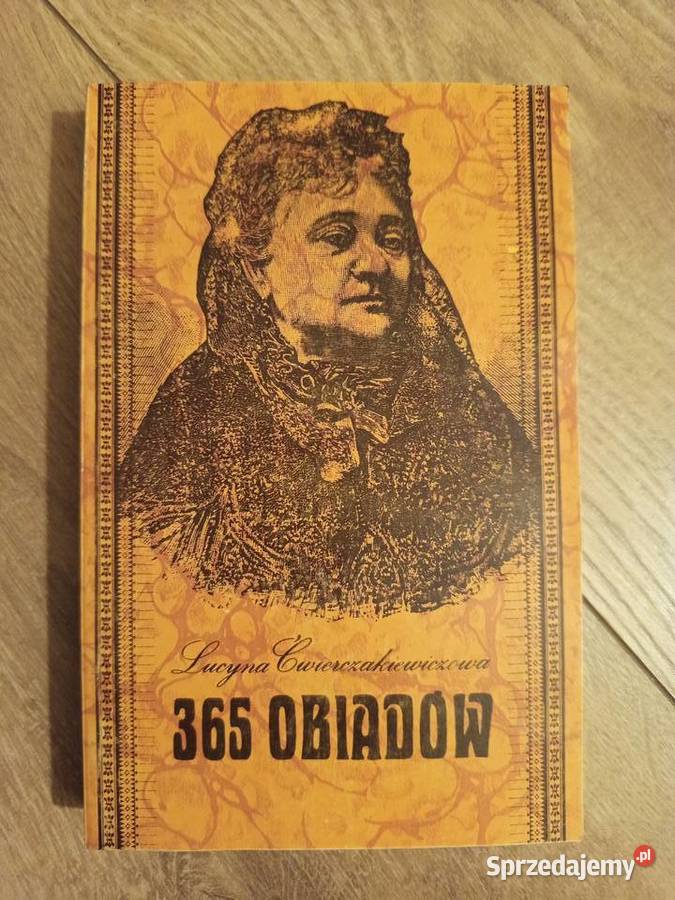 Lucyna Ćwierczakiewiczowa
365 OBIADÓW
Sprzedajemy.pl